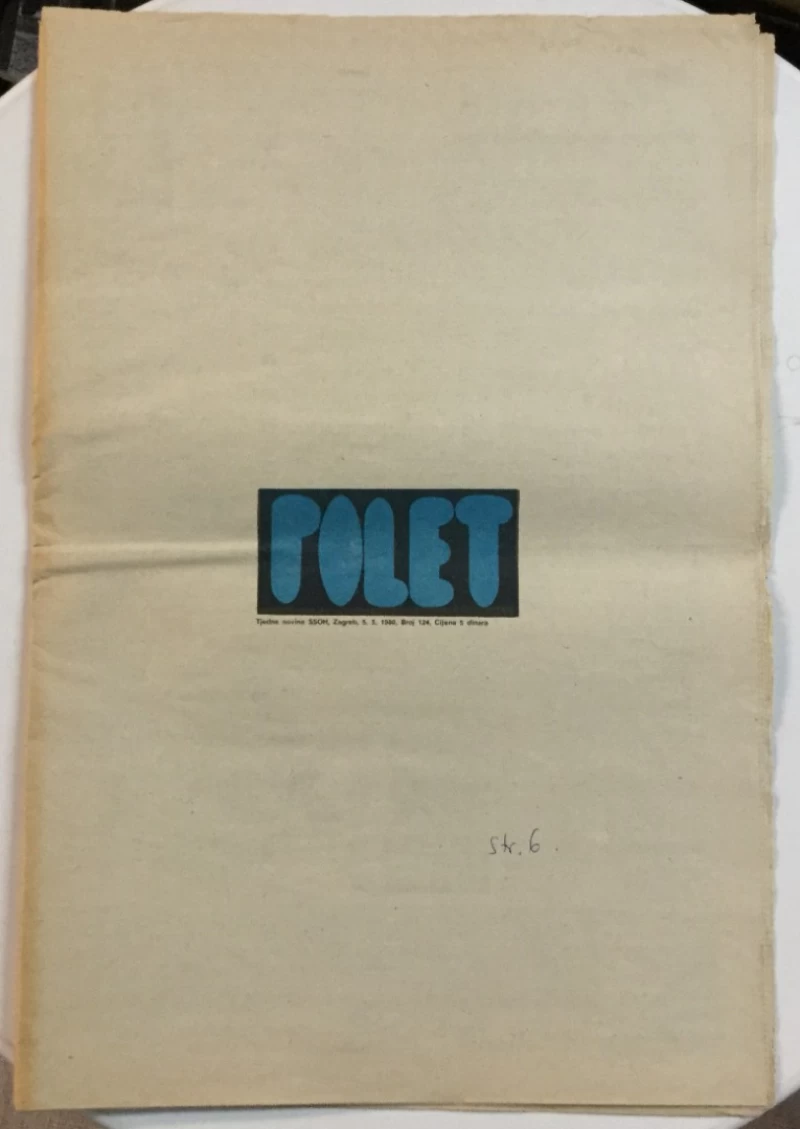 POLET
Tjedne novine SSOH, Zagreb, 5. 5. 1980. Broj 124, Cijena 5 dinara
str. 6.